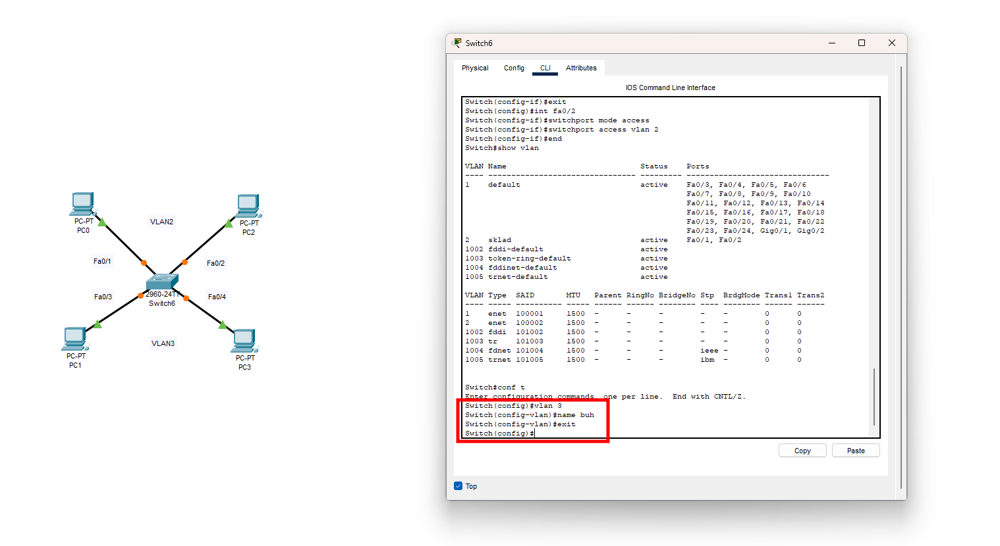 PC-PT
PC0
VLAN2
PC-PT
PC2
Fa0/1
Fa0/2
Fa0/3
2960-24TT
Switch6
Fa0/4
PC-PT
PC1
VLAN3
PC-PT
PC3
Switch6
Physical Config CLI Attributes
IOS Command Line Interface
Switch(config-if)#exit
Switch(config)#int fa0/2
Switch(config-if)#switchport mode access
Switch(config-if)#switchport access vlan 2
Switch(config-if)#end
Switch#show vlan
VLAN Name Status Ports
---- -------------------------------- --------- -------------------------------
1 default active Fa0/3, Fa0/4, Fa0/5, Fa0/6
Fa0/7, Fa0/8, Fa0/9, Fa0/10
Fa0/11, Fa0/12, Fa0/13, Fa0/14
Fa0/15, Fa0/16, Fa0/17, Fa0/18
Fa0/19, Fa0/20, Fa0/21, Fa0/22
Fa0/23, Fa0/24, Gig0/1, Gig0/2
2 sklad active Fa0/1, Fa0/2
1002 fddi-default active
1003 token-ring-default active
1004 fddinet-default active
1005 trnet-default active
VLAN Type SAID MTU Parent RingNo BridgeNo Stp BrdgMode Trans1 Trans2
---- ----- ---------- ----- ------ ------ -------- ---- -------- ------ ------
1 enet 100001 1500 - - - - - 0 0
2 enet 100002 1500 - - - - - 0 0
1002 fddi 101002 1500 - - - - - 0 0
1003 tr 101003 1500 - - - - - 0 0
1004 fdnet 101004 1500 - - - ieee - 0 0
1005 trnet 101005 1500 - - - ibm - 0 0
Switch#conf t
Enter configuration commands, one per line. End with CNTL/Z.
Switch(config)#vlan 3
Switch(config-vlan)#name buh
Switch(config-vlan)#exit
Switch(config)#
Copy Paste
Top